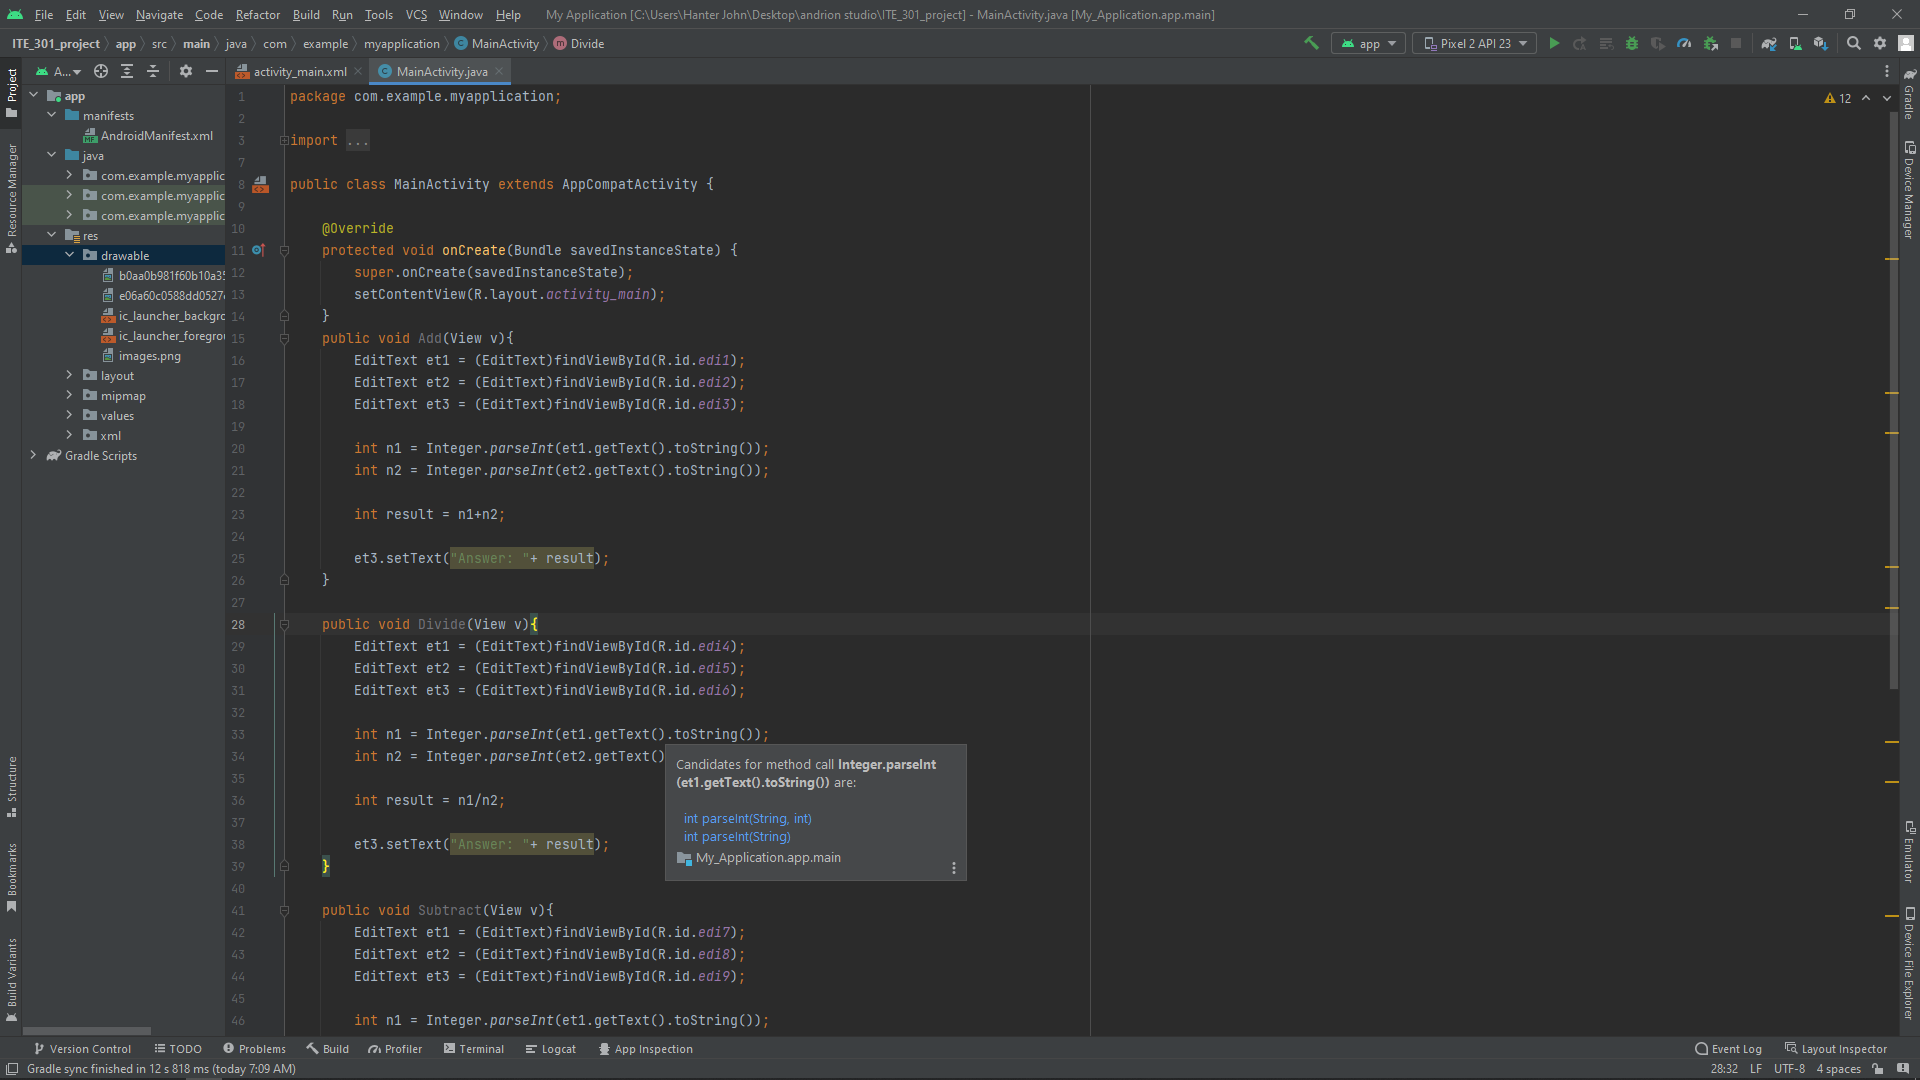 File Edit View Navigate Code Refactor Build Run Tools VCS Window Help My Application [C:\Users\Hanter John\Desktop\andrion studio\ITE_301_project] - MainActivity.java [My_Application.app.main]
ITE_301_project app src main java com example myapplication MainActivity Divide app Pixel 2 API 23
A... activity_main.xml MainActivity.java
Project
Resource Manager
Structure
Bookmarks
Build Variants
app
manifests
AndroidManifest.xml
java
com.example.myapplic
com.example.myapplic
com.example.myapplic
res
drawable
b0aa0b981f60b10a35
e06a60c0588dd0527
ic_launcher_backgro
ic_launcher_foregrou
images.png
layout
mipmap
values
xml
Gradle Scripts
12
1 package com.example.myapplication;
2
3 import ...
7
8 public class MainActivity extends AppCompatActivity {
9
10 @Override
11 protected void onCreate(Bundle savedInstanceState) {
12 super.onCreate(savedInstanceState);
13 setContentView(R.layout.activity_main);
14 }
15 public void Add(View v){
16 EditText et1 = (EditText)findViewById(R.id.edi1);
17 EditText et2 = (EditText)findViewById(R.id.edi2);
18 EditText et3 = (EditText)findViewById(R.id.edi3);
19
20 int n1 = Integer.parseInt(et1.getText().toString());
21 int n2 = Integer.parseInt(et2.getText().toString());
22
23 int result = n1+n2;
24
25 et3.setText("Answer: "+ result);
26 }
27
28 public void Divide(View v){
29 EditText et1 = (EditText)findViewById(R.id.edi4);
30 EditText et2 = (EditText)findViewById(R.id.edi5);
31 EditText et3 = (EditText)findViewById(R.id.edi6);
32
33 int n1 = Integer.parseInt(et1.getText().toString());
34 int n2 = Integer.parseInt(et2.getText()
35
36 int result = n1/n2;
37
38 et3.setText("Answer: "+ result);
39 }
40
41 public void Subtract(View v){
42 EditText et1 = (EditText)findViewById(R.id.edi7);
43 EditText et2 = (EditText)findViewById(R.id.edi8);
44 EditText et3 = (EditText)findViewById(R.id.edi9);
45
46 int n1 = Integer.parseInt(et1.getText().toString());
Candidates for method call Integer.parseInt
(et1.getText().toString()) are:
int parseInt(String, int)
int parseInt(String)
My_Application.app.main
Gradle
Device Manager
Emulator
Device File Explorer
Version Control TODO Problems Build Profiler Terminal Logcat App Inspection Event Log Layout Inspector
Gradle sync finished in 12 s 818 ms (today 7:09 AM) 28:32 LF UTF-8 4 spaces